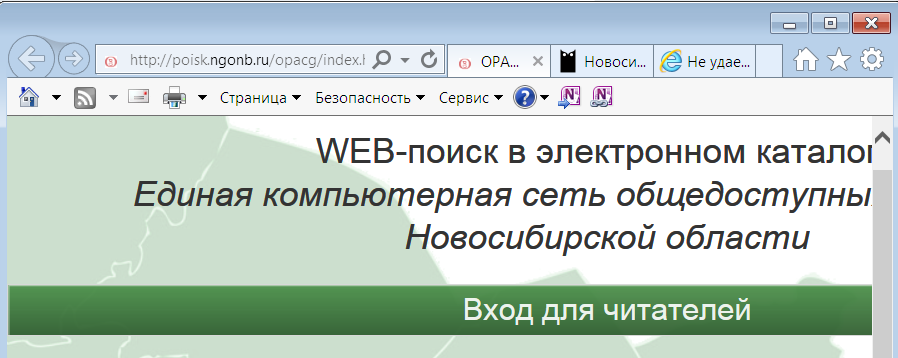 http://poisk.ngonb.ru/opacg/index.h
OPA...
Новоси...
Не удае...
Страница
Безопасность
Сервис
?
N
N
WEB-поиск в электронном каталог
Единая компьютерная сеть общедоступны
Новосибирской области
Вход для читателей